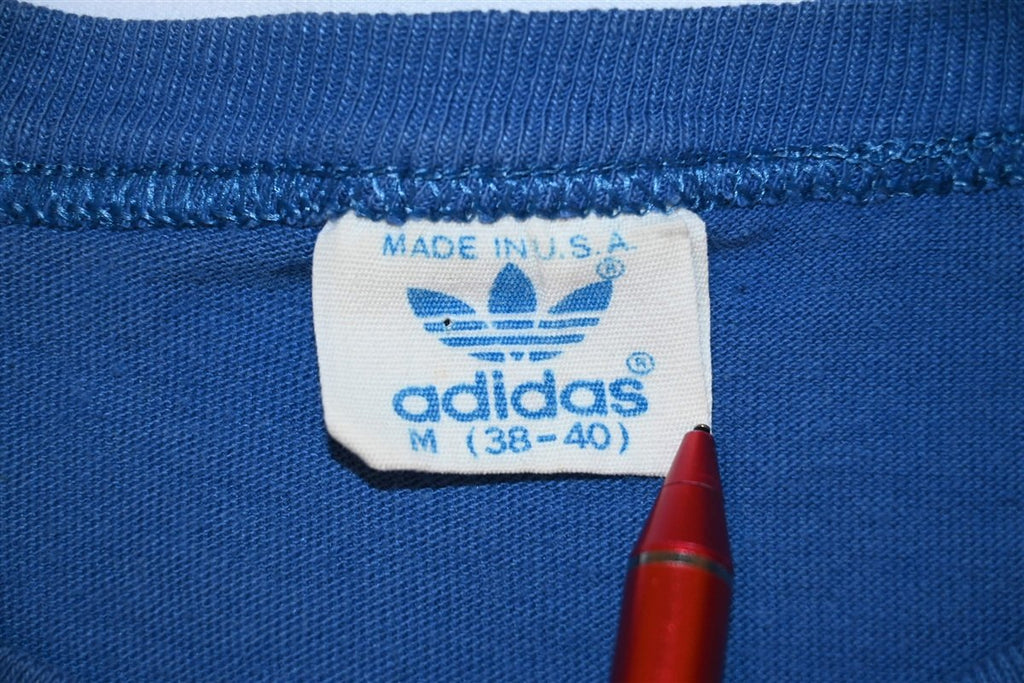 MADE IN U.S.A.
®
adidas®
M (38-40)